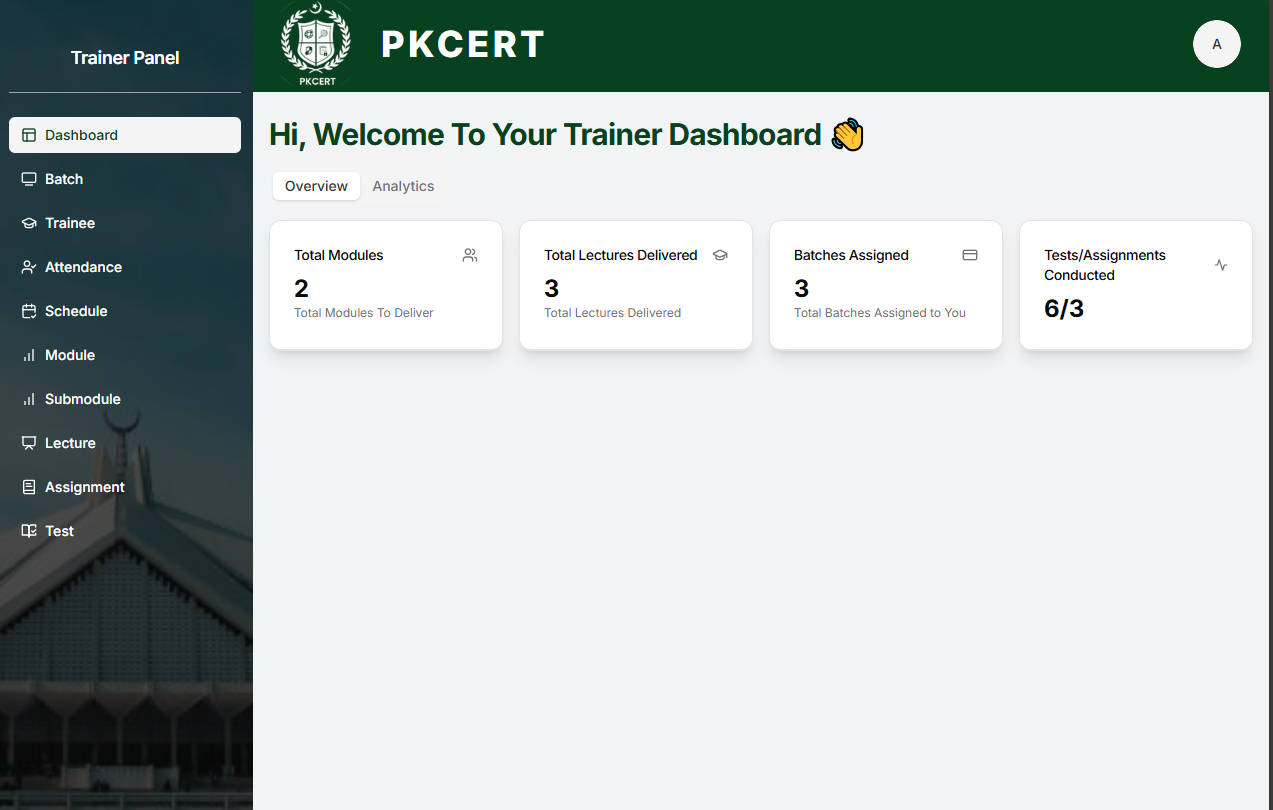 Trainer Panel
Dashboard
Batch
Trainee
Attendance
Schedule
Module
Submodule
Lecture
Assignment
Test
PKCERT
PKCERT
A
Hi, Welcome To Your Trainer Dashboard 👋
Overview
Analytics
Total Modules
2
Total Modules To Deliver
Total Lectures Delivered
3
Total Lectures Delivered
Batches Assigned
3
Total Batches Assigned to You
Tests/Assignments
Conducted
6/3